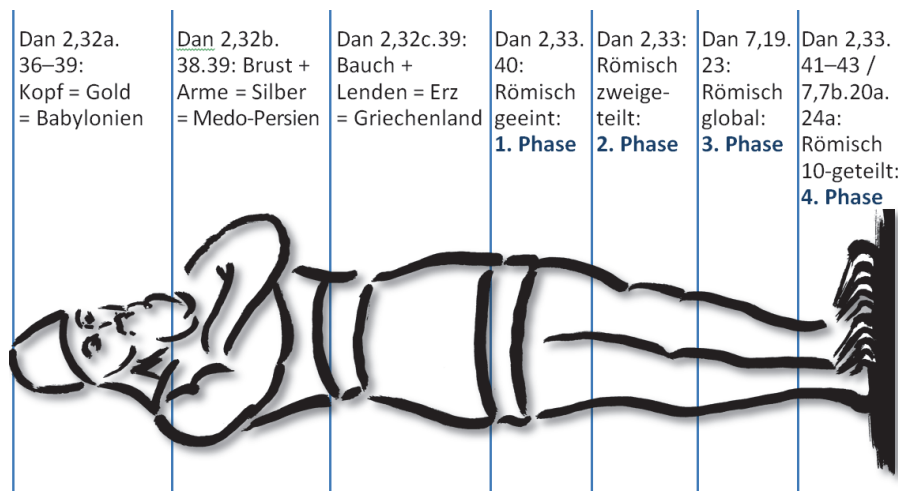 Dan 2,32a.
36–39:
Kopf = Gold
= Babylonien
Dan 2,32b.
38.39: Brust +
Arme = Silber
= Medo-Persien
Dan 2,32c.39:
Bauch +
Lenden = Erz
= Griechenland
Dan 2,33.
40:
Römisch
geeint:
1. Phase
Dan 2,33:
Römisch
zweige-
teilt:
2. Phase
Dan 7,19.
23:
Römisch
global:
3. Phase
Dan 2,33.
41–43 /
7,7b.20a.
24a:
Römisch
10-geteilt:
4. Phase